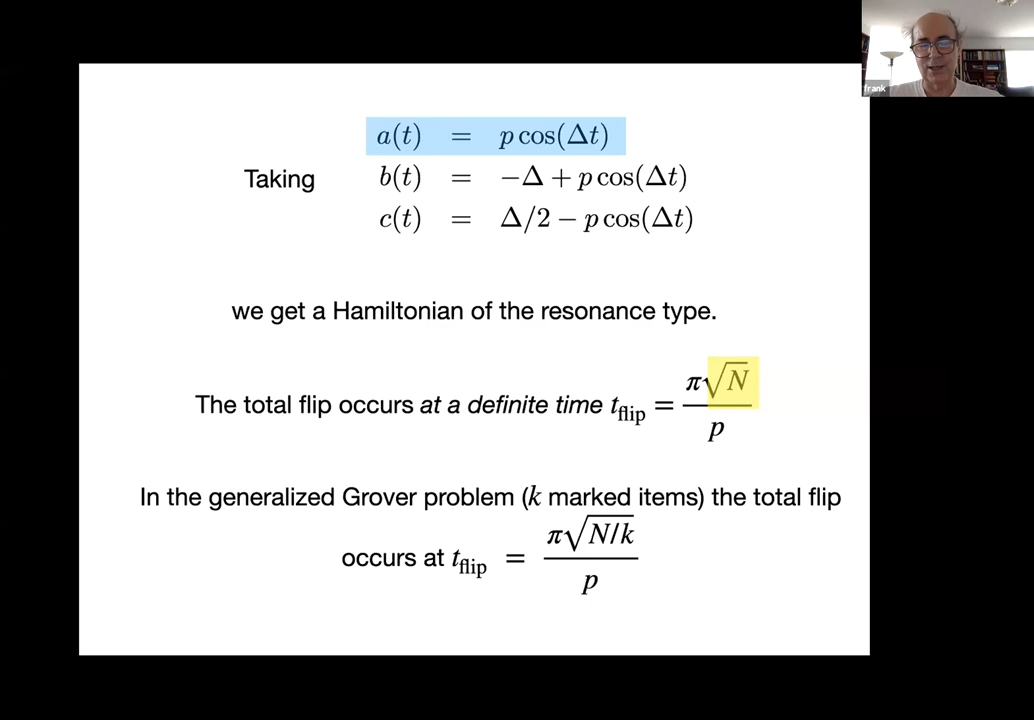 frank
a(t) = p cos(Δt)
Taking b(t) = −Δ + p cos(Δt)
c(t) = Δ/2 − p cos(Δt)
we get a Hamiltonian of the resonance type.
The total flip occurs at a definite time t_flip = π√N / p
In the generalized Grover problem (k marked items) the total flip
occurs at t_flip = π√N/k / p